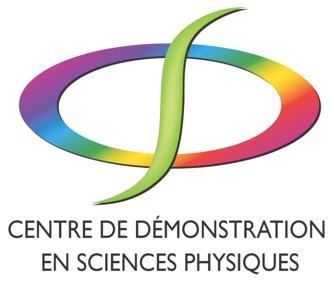 CENTRE DE DÉMONSTRATION
EN SCIENCES PHYSIQUES